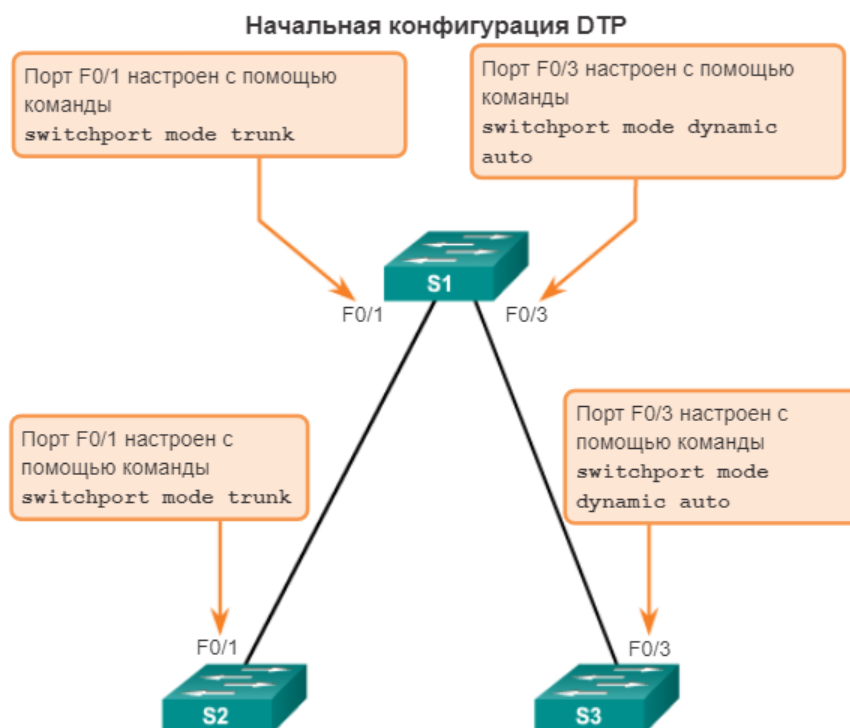 Начальная конфигурация DTP
Порт F0/1 настроен с помощью
команды
switchport mode trunk
Порт F0/3 настроен с помощью
команды
switchport mode dynamic
auto
S1
F0/1
F0/3
Порт F0/1 настроен с
помощью команды
switchport mode trunk
Порт F0/3 настроен с
помощью команды
switchport mode
dynamic auto
F0/1
F0/3
S2
S3